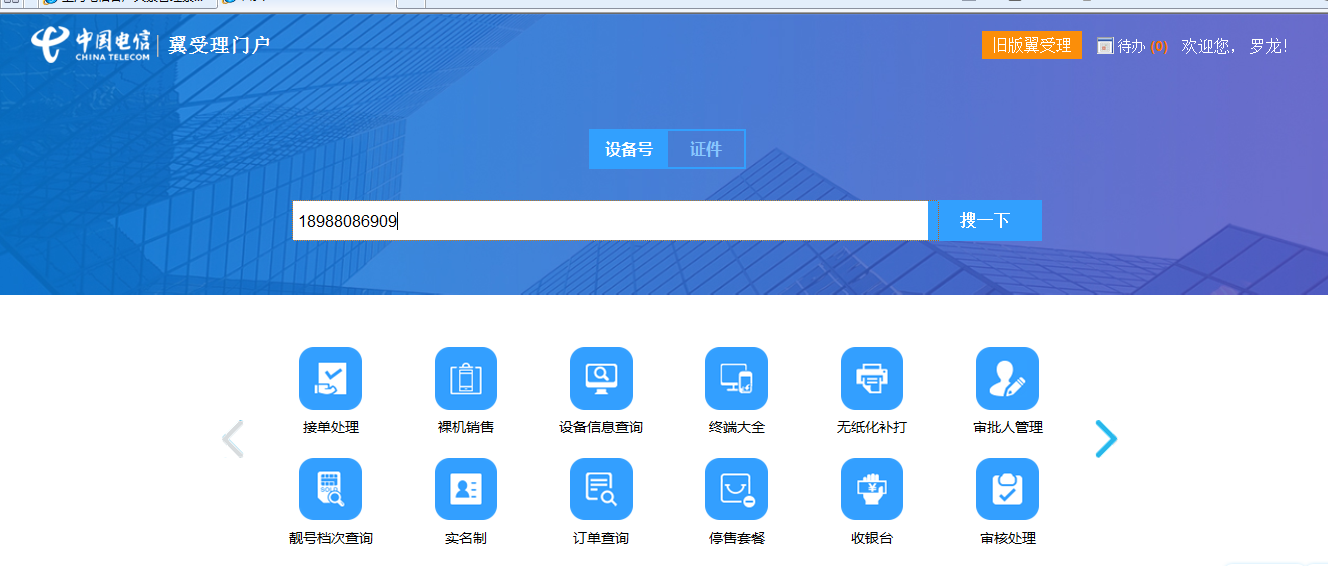 中国电信
CHINA TELECOM
翼受理门户
旧版翼受理
待办 (0) 欢迎您, 罗龙!
设备号 证件
18988086909 搜一下
接单处理 裸机销售 设备信息查询 终端大全 无纸化补打 审批人管理
靓号档次查询 实名制 订单查询 停售套餐 收银台 审核处理